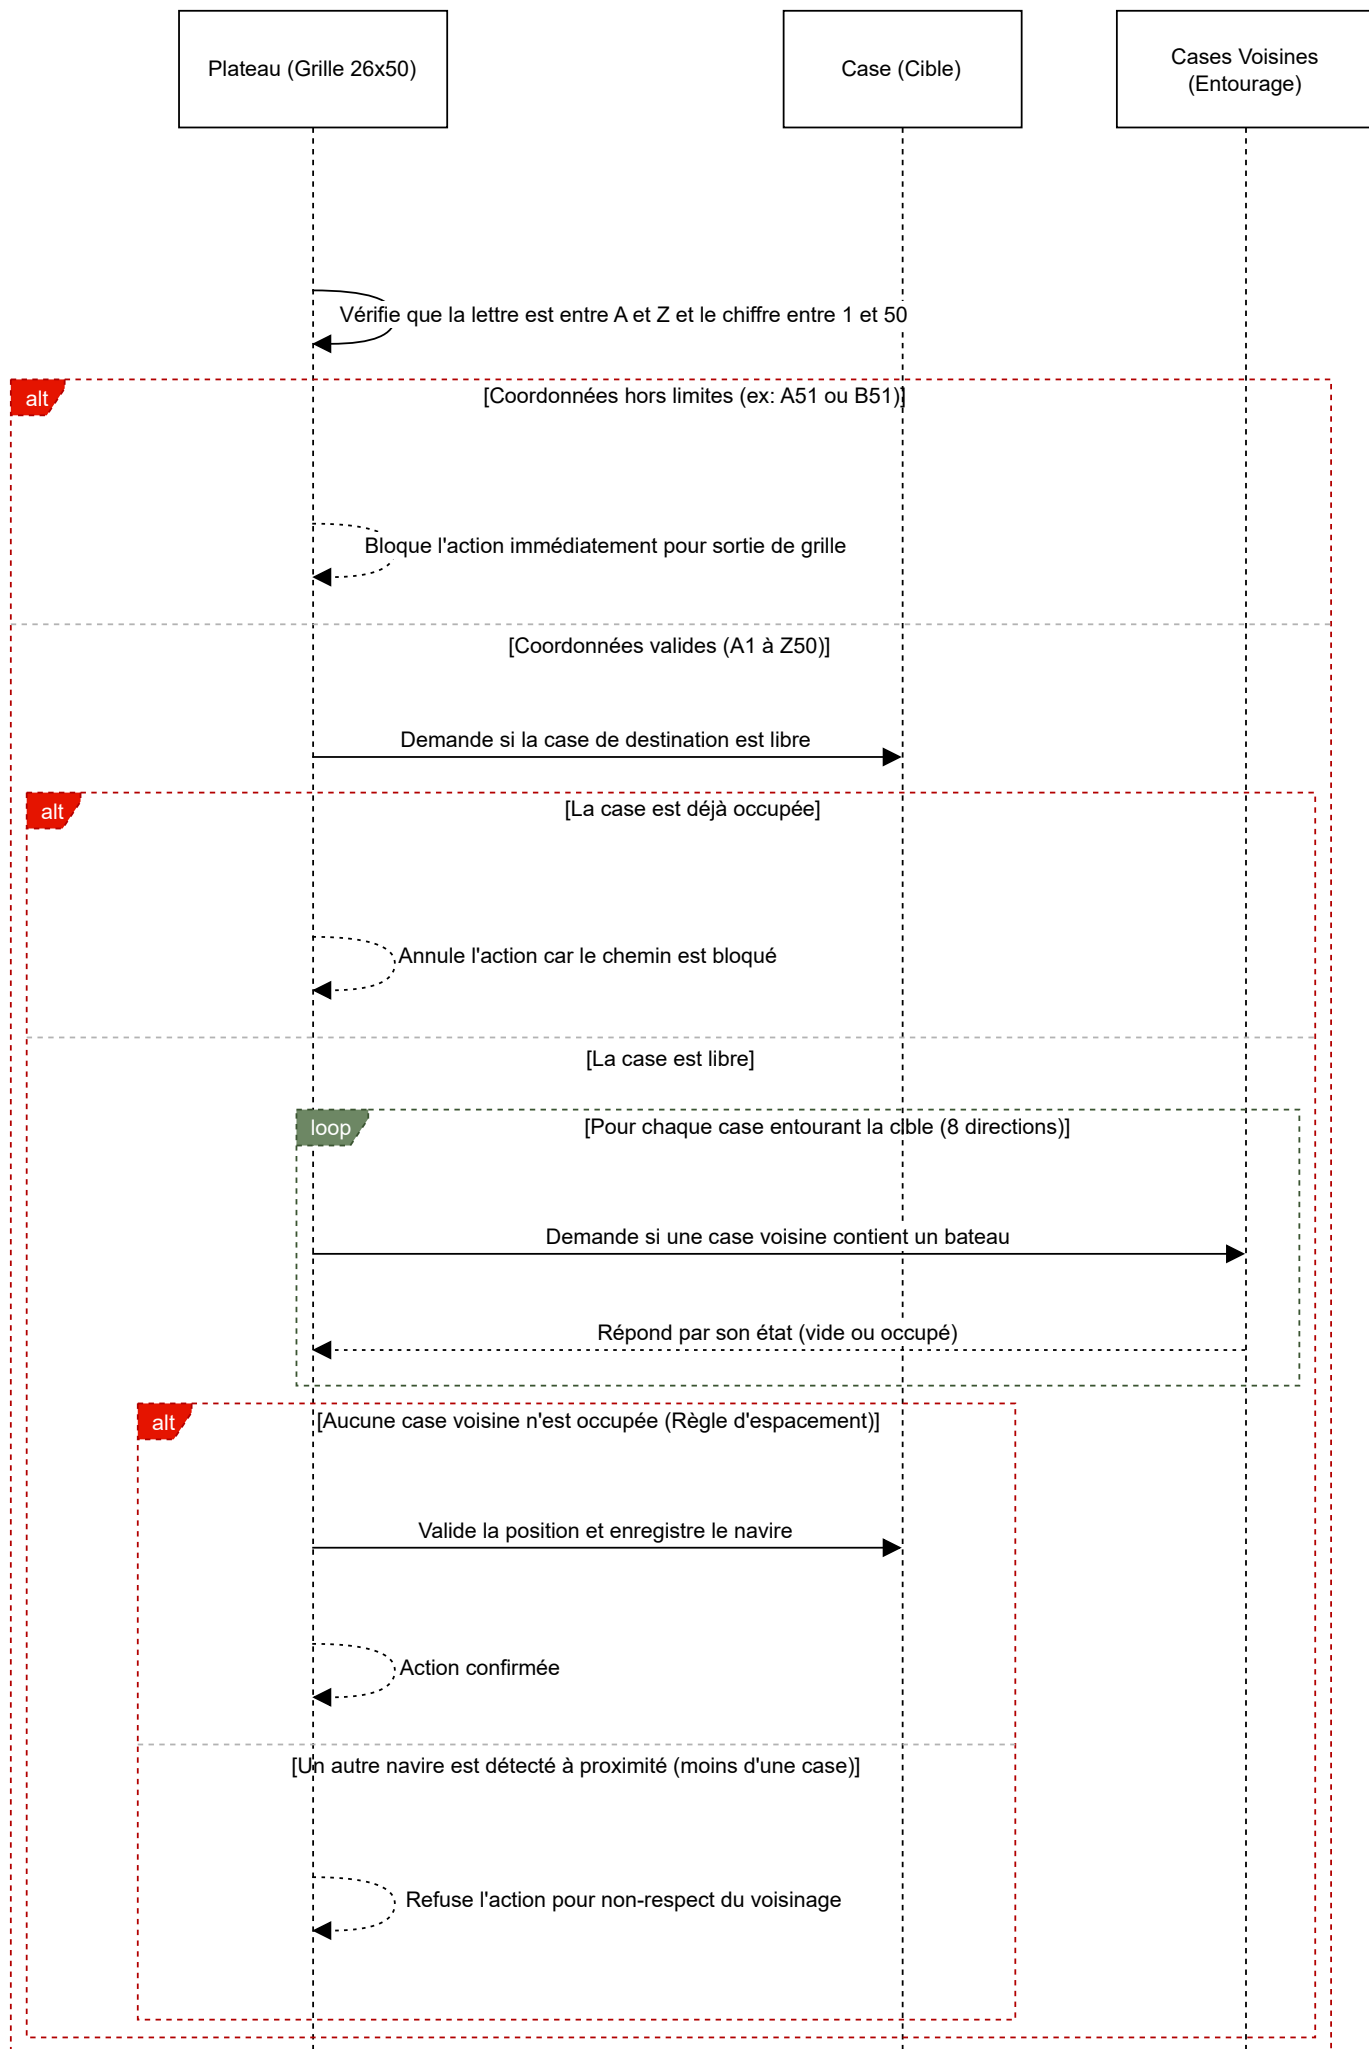 Plateau (Grille 26x50)
Case (Cible)
Cases Voisines
(Entourage)
Vérifie que la lettre est entre A et Z et le chiffre entre 1 et 50
alt
[Coordonnées hors limites (ex: A51 ou B51)]
Bloque l'action immédiatement pour sortie de grille
[Coordonnées valides (A1 à Z50)]
Demande si la case de destination est libre
alt
[La case est déjà occupée]
Annule l'action car le chemin est bloqué
[La case est libre]
loop
[Pour chaque case entourant la cible (8 directions)]
Demande si une case voisine contient un bateau
Répond par son état (vide ou occupé)
alt
[Aucune case voisine n'est occupée (Règle d'espacement)]
Valide la position et enregistre le navire
Action confirmée
[Un autre navire est détecté à proximité (moins d'une case)]
Refuse l'action pour non-respect du voisinage